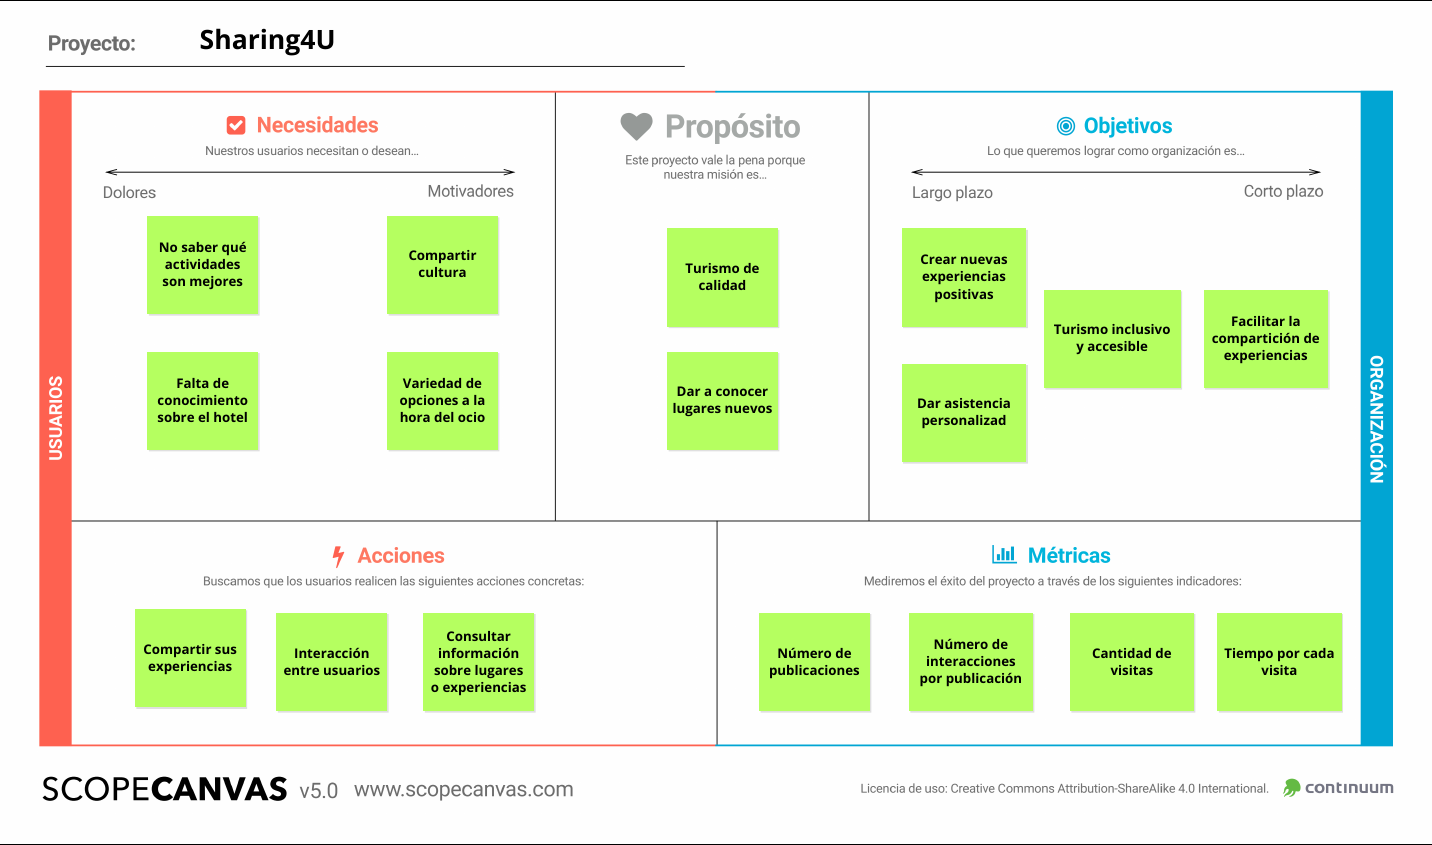 Proyecto:
Sharing4U
Necesidades
Nuestros usuarios necesitan o desean...
Dolores
Motivadores
No saber qué
actividades
son mejores
Compartir
cultura
Falta de
conocimiento
sobre el hotel
Variedad de
opciones a la
hora del ocio
Propósito
Este proyecto vale la pena porque
nuestra misión es...
Turismo de
calidad
Dar a conocer
lugares nuevos
Objetivos
Lo que queremos lograr como organización es...
Largo plazo
Corto plazo
Crear nuevas
experiencias
positivas
Turismo inclusivo
y accesible
Facilitar la
compartición de
experiencias
Dar asistencia
personalizad
USUARIOS
ORGANIZACIÓN
Acciones
Buscamos que los usuarios realicen las siguientes acciones concretas:
Compartir sus
experiencias
Interacción
entre usuarios
Consultar
información
sobre lugares
o experiencias
Métricas
Mediremos el éxito del proyecto a través de los siguientes indicadores:
Número de
publicaciones
Número de
interacciones
por publicación
Cantidad de
visitas
Tiempo por cada
visita
SCOPECANVAS v5.0 www.scopecanvas.com
Licencia de uso: Creative Commons Attribution-ShareAlike 4.0 International.
continuum